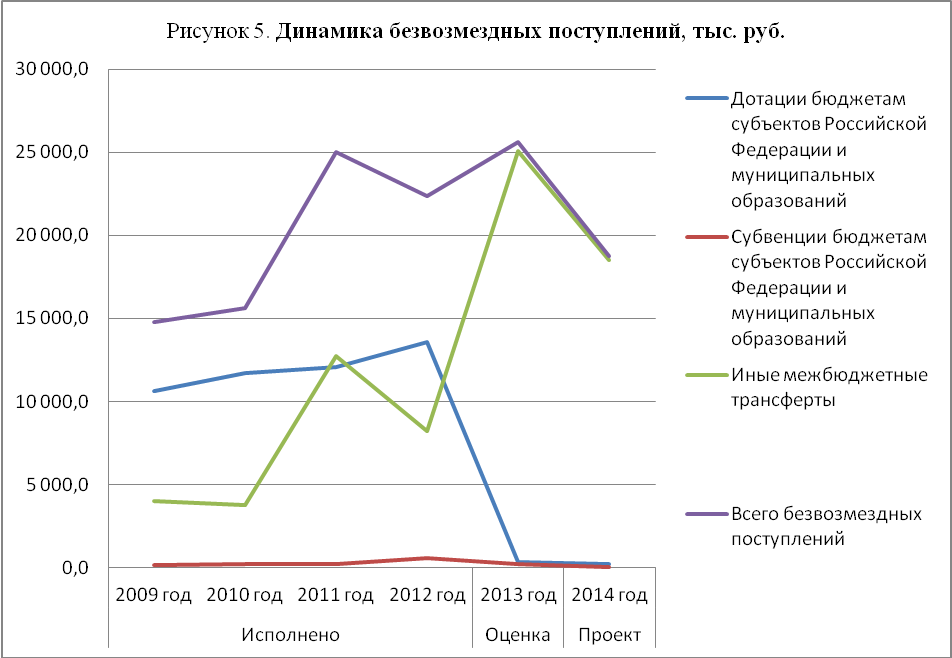 Рисунок 5. Динамика безвозмездных поступлений, тыс. руб.
30 000,0
25 000,0
20 000,0
15 000,0
10 000,0
5 000,0
0,0
2009 год 2010 год 2011 год 2012 год 2013 год 2014 год
Исполнено Оценка Проект
Дотации бюджетам
субъектов Российской
Федерации и
муниципальных
образований
Субвенции бюджетам
субъектов Российской
Федерации и
муниципальных
образований
Иные межбюджетные
трансферты
Всего безвозмездных
поступлений